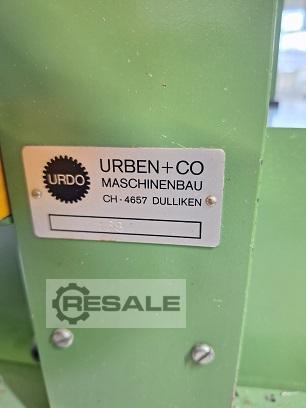 URDO
URBEN+CO
MASCHINENBAU
CH · 4657 DULLIKEN
RESALE